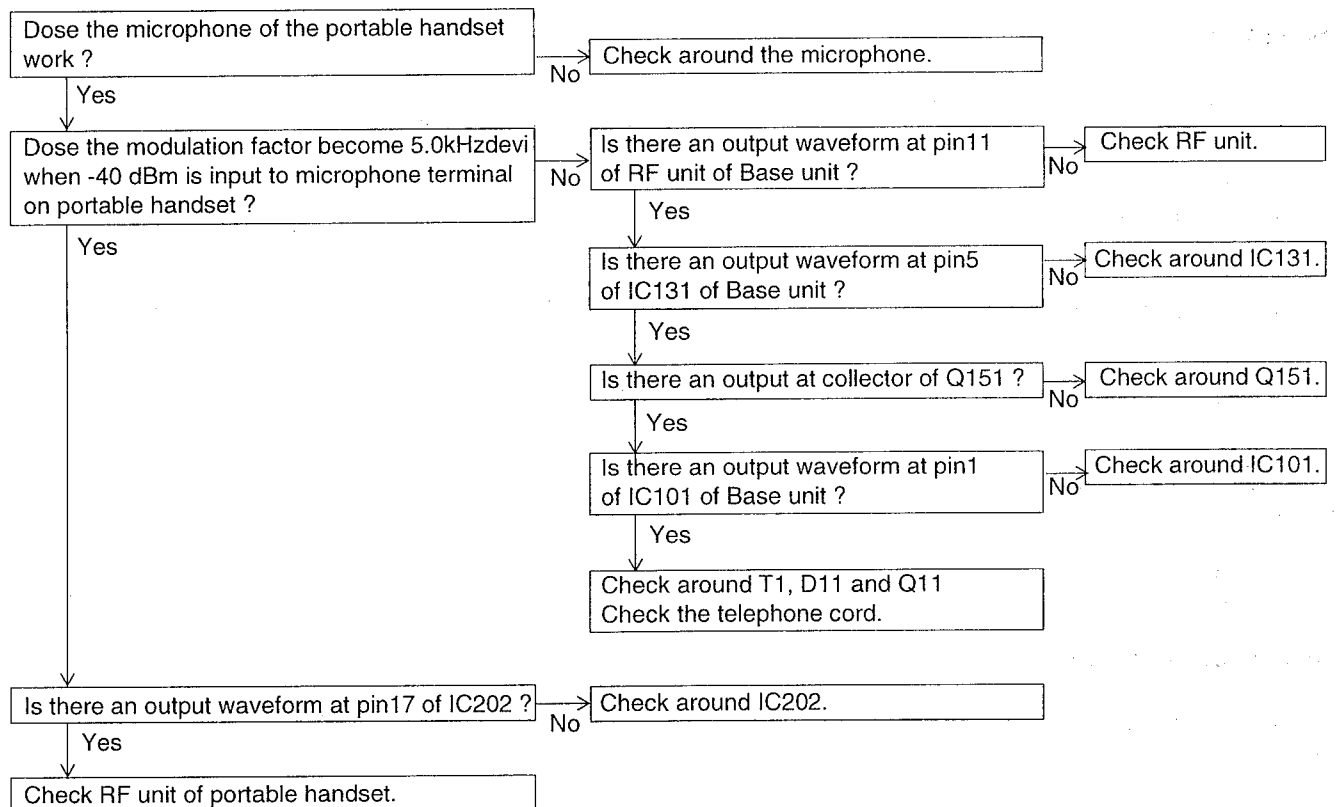 Dose the microphone of the portable handset
work ?
No
Check around the microphone.
Yes
Dose the modulation factor become 5.0kHzdevi
when -40 dBm is input to microphone terminal
on portable handset ?
No
Is there an output waveform at pin11
of RF unit of Base unit ?
No
Check RF unit.
Yes
Yes
Is there an output waveform at pin5
of IC131 of Base unit ?
No
Check around IC131.
Yes
Is there an output at collector of Q151 ?
No
Check around Q151.
Yes
Is there an output waveform at pin1
of IC101 of Base unit ?
No
Check around IC101.
Yes
Check around T1, D11 and Q11
Check the telephone cord.
Is there an output waveform at pin17 of IC202 ?
No
Check around IC202.
Yes
Check RF unit of portable handset.